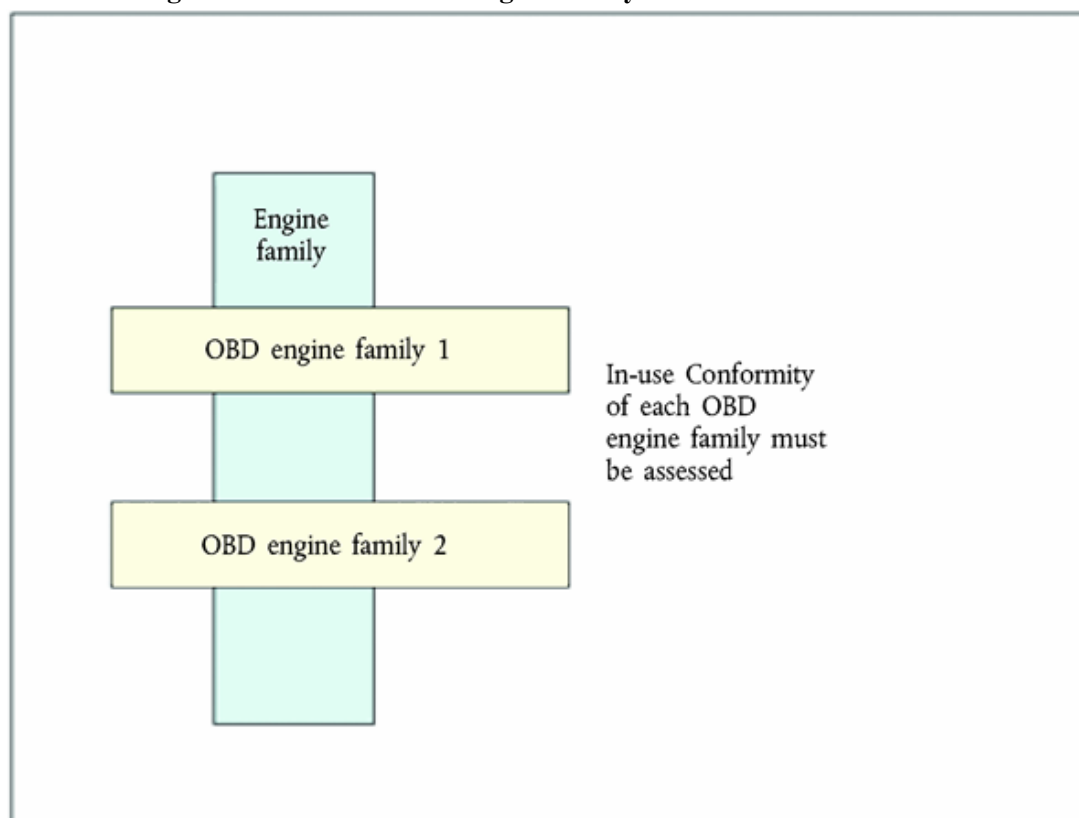 Engine
family
OBD engine family 1
In-use Conformity
of each OBD
engine family must
be assessed
OBD engine family 2